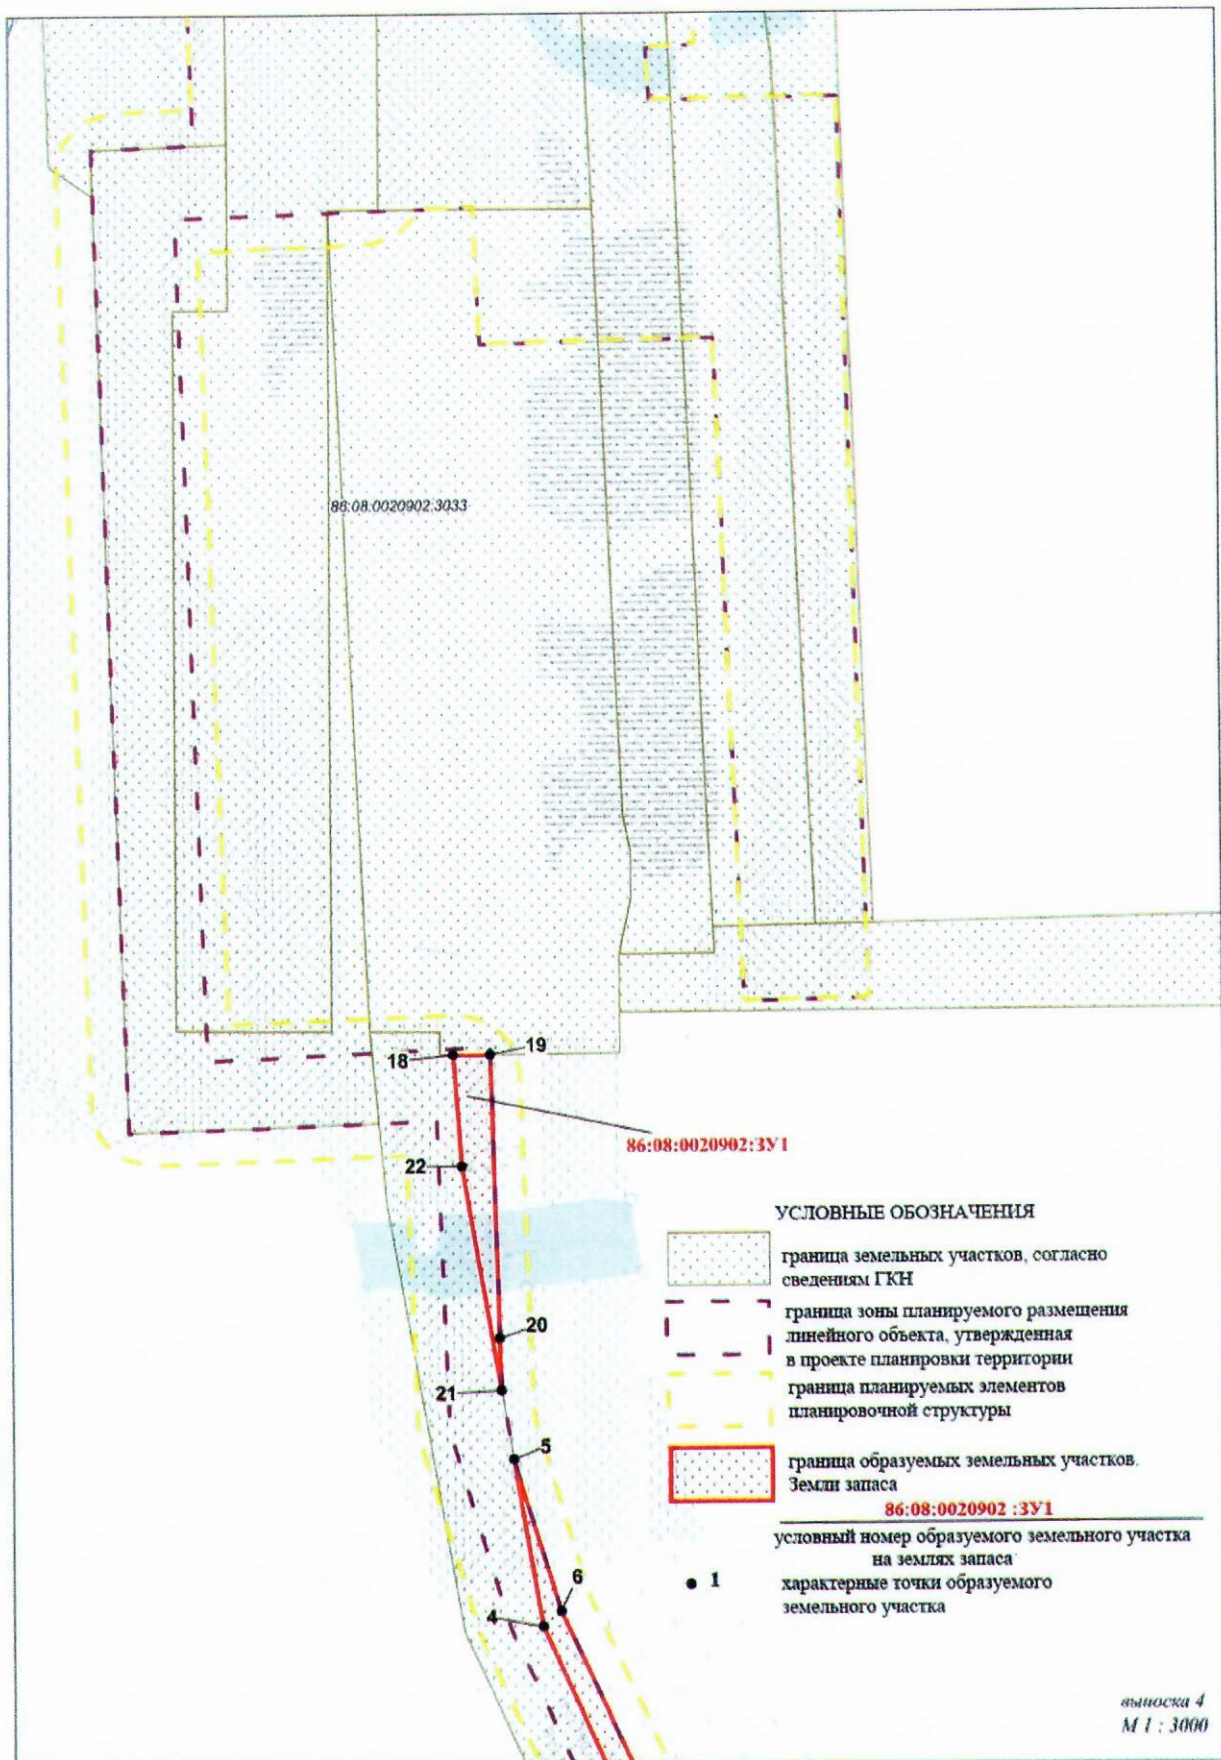 86:08:0020902:3033
18
19
86:08:0020902:ЗУ1
22
20
21
5
6
4
УСЛОВНЫЕ ОБОЗНАЧЕНИЯ
граница земельных участков, согласно
сведениям ГКН
граница зоны планируемого размещения
линейного объекта, утвержденная
в проекте планировки территории
граница планируемых элементов
планировочной структуры
граница образуемых земельных участков.
Земли запаса
86:08:0020902 :ЗУ1
условный номер образуемого земельного участка
на землях запаса
1 характерные точки образуемого
земельного участка
выноска 4
М 1 : 3000